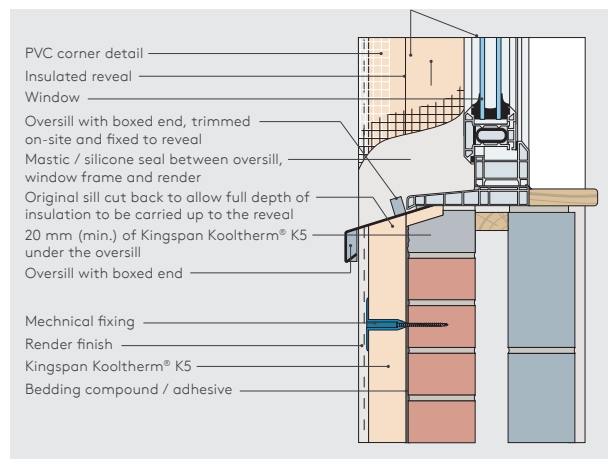 PVC corner detail
Insulated reveal
Window
Oversill with boxed end, trimmed
on-site and fixed to reveal
Mastic / silicone seal between oversill,
window frame and render
Original sill cut back to allow full depth of
insulation to be carried up to the reveal
20 mm (min.) of Kingspan Kooltherm® K5
under the oversill
Oversill with boxed end
Mechnical fixing
Render finish
Kingspan Kooltherm® K5
Bedding compound / adhesive